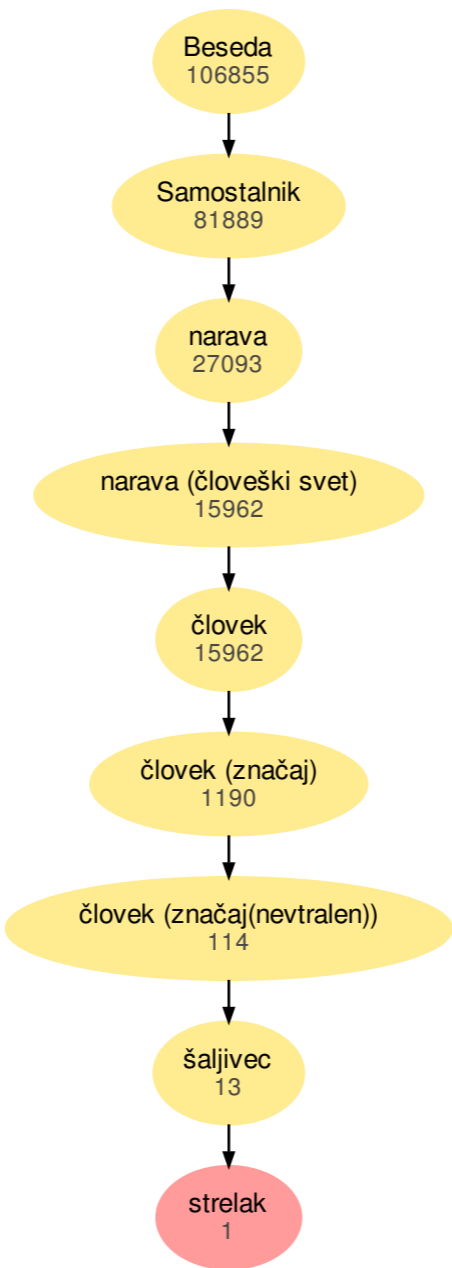 Beseda
106855
Samostalnik
81889
narava
27093
narava (človeški svet)
15962
človek
15962
človek (značaj)
1190
človek (značaj(nevtralen))
114
šaljivec
13
strelak
1